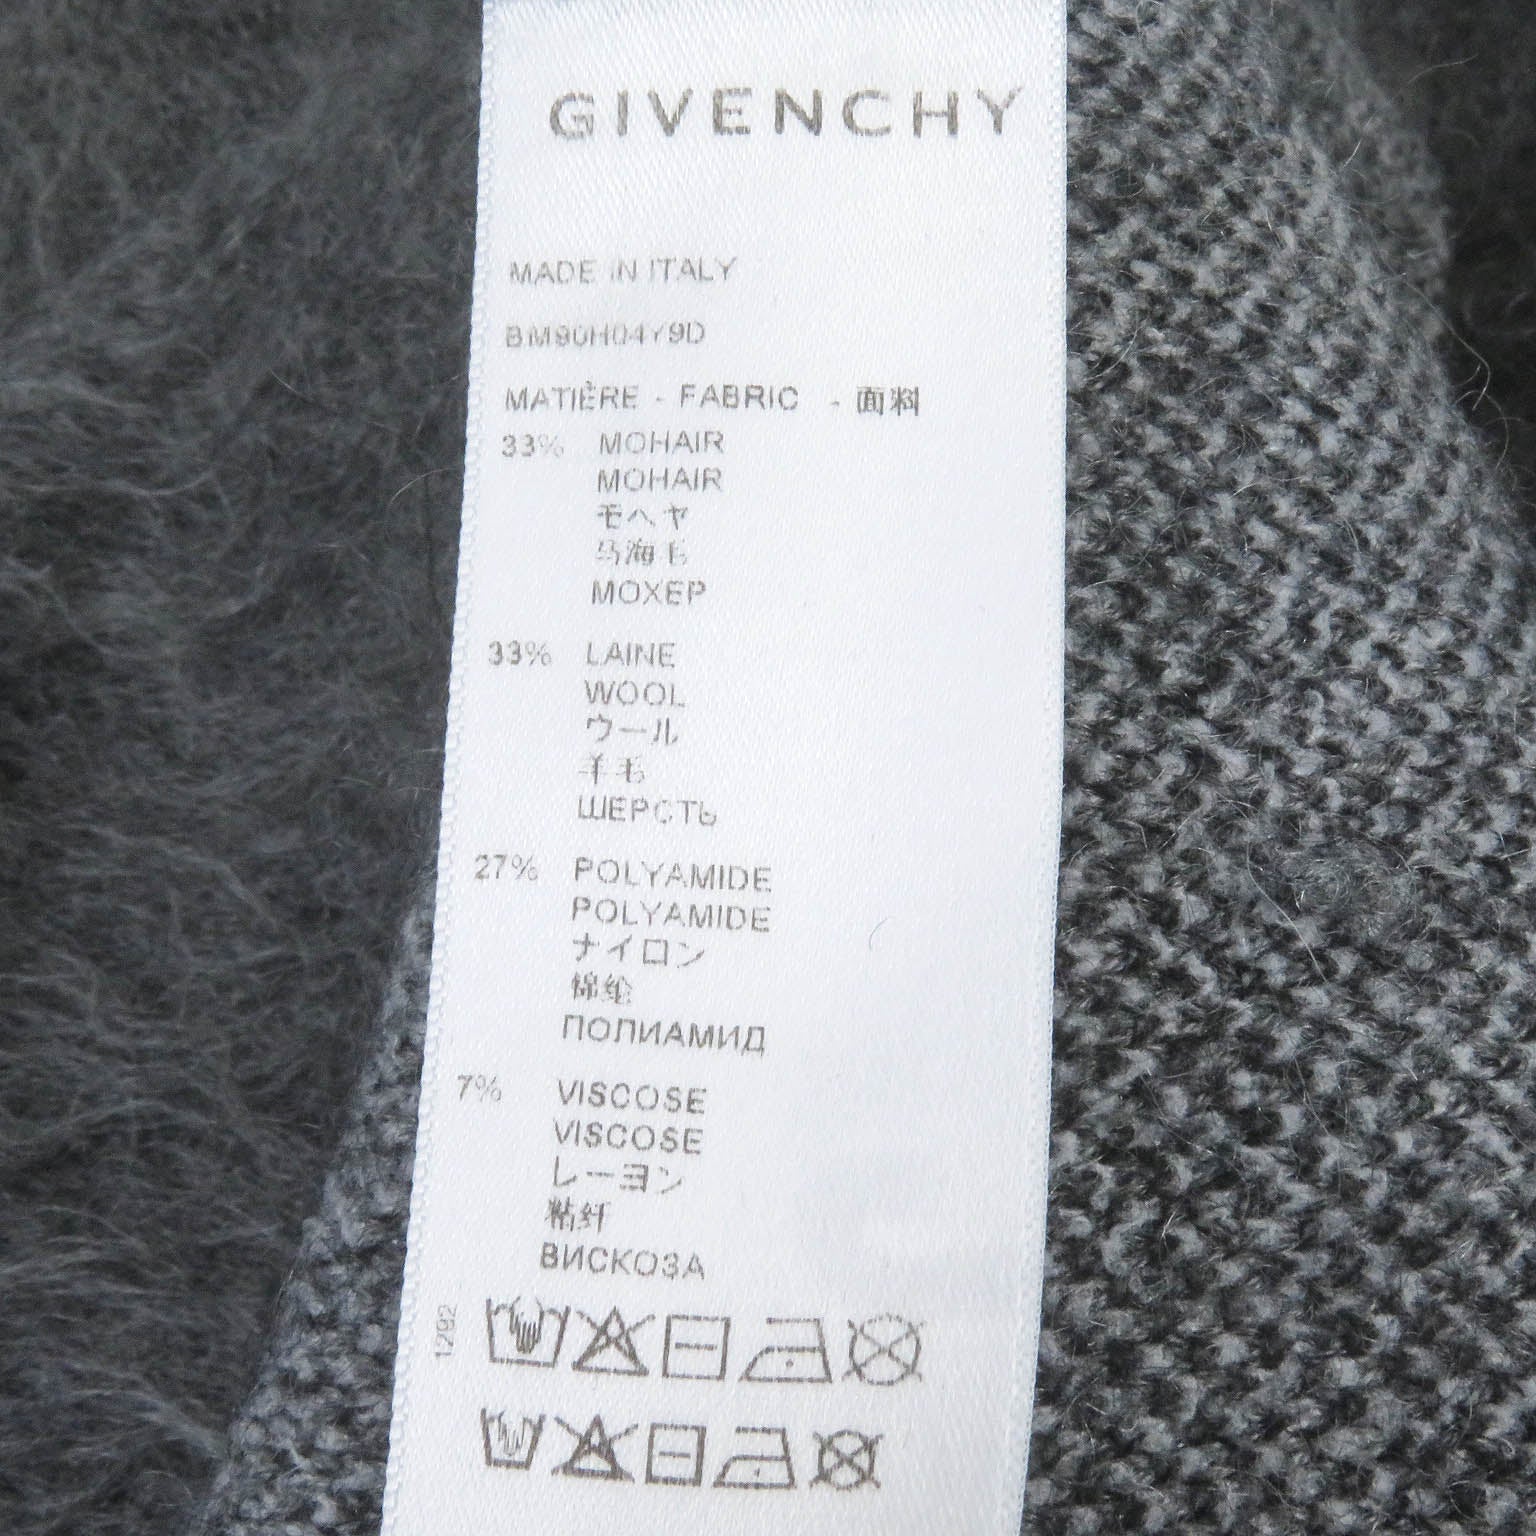 GIVENCHY
MADE IN ITALY
BM90H04Y9D
MATIÈRE - FABRIC - 面料
33% MOHAIR
MOHAIR
モヘヤ
马海毛
МОХЕР
33% LAINE
WOOL
ウール
羊毛
ШЕРСТЬ
27% POLYAMIDE
POLYAMIDE
ナイロン
锦纶
ПОЛИАМИД
7% VISCOSE
VISCOSE
レーヨン
粘纤
ВИСКОЗА
1292